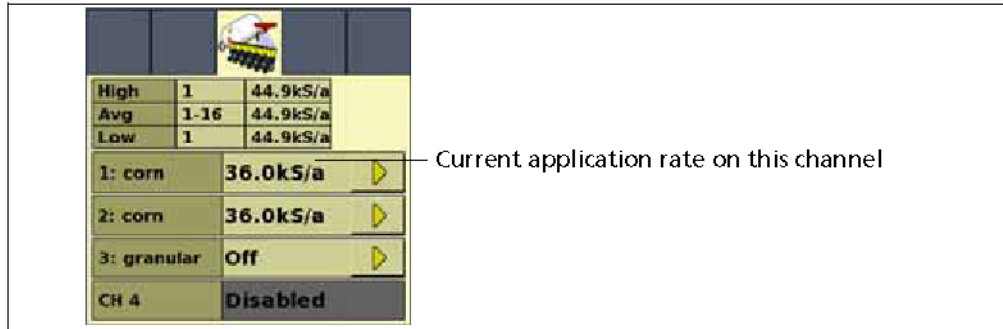 High 1 44.9kS/a
Avg 1-16 44.9kS/a
Low 1 44.9kS/a
1: corn 36.0kS/a
Current application rate on this channel
2: corn 36.0kS/a
3: granular Off
CH 4 Disabled